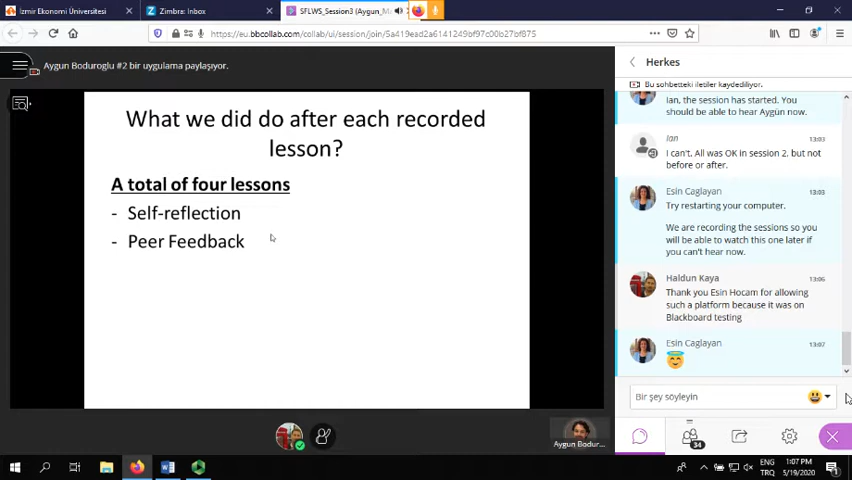 İzmir Ekonomi Üniversitesi
Zimbra: Inbox
SFLWS_Session3 (Aygun_M
https://eu.bbcollab.com/collab/ui/session/join/5a419ead2a6141249bf97c00b27bf875
Aygun Boduroglu #2 bir uygulama paylaşıyor.
What we did do after each recorded
lesson?
A total of four lessons
- Self-reflection
- Peer Feedback
Aygun Bodur...
Herkes
Bu sohbetteki iletiler kaydediliyor.
Ian, the session has started. You
should be able to hear Aygün now.
Ian
13:03
I can't. All was OK in session 2. but not
before or after.
Esin Caglayan
13:03
Try restarting your computer.
We are recording the sessions so you
will be able to watch this one later if
you can't hear now.
Haldun Kaya
13:06
Thank you Esin Hocam for allowing
such a platform because it was on
Blackboard testing
Esin Caglayan
13:07
Bir şey söyleyin
34
ENG
TRQ
1:07 PM
5/19/2020